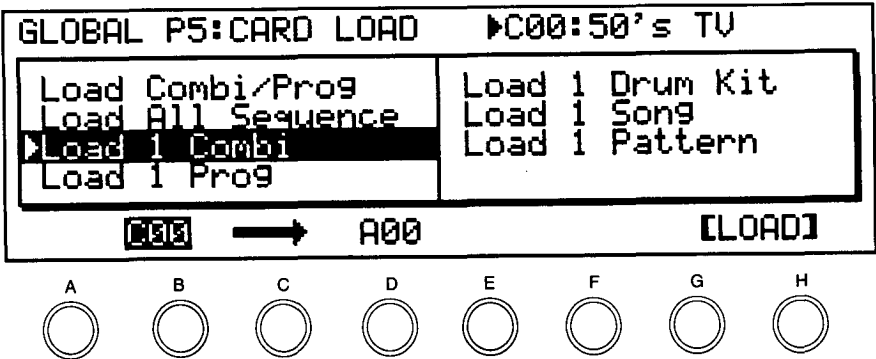 GLOBAL P5:CARD LOAD ▶C00:50's TV
Load Combi/Prog
Load All Sequence
▶Load 1 Combi
Load 1 Prog
Load 1 Drum Kit
Load 1 Song
Load 1 Pattern
C00 → A00 [LOAD]
A B C D E F G H